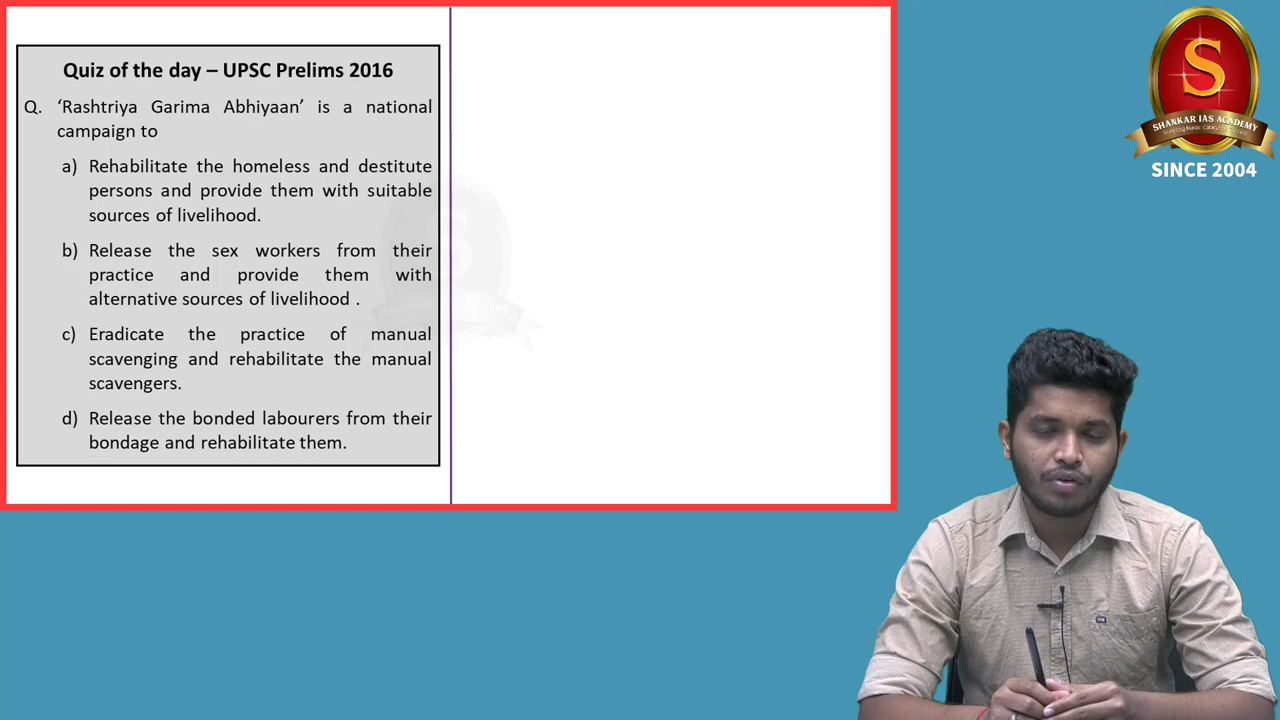 Quiz of the day – UPSC Prelims 2016
Q. ‘Rashtriya Garima Abhiyaan’ is a national
campaign to
a) Rehabilitate the homeless and destitute
persons and provide them with suitable
sources of livelihood.
b) Release the sex workers from their
practice and provide them with
alternative sources of livelihood .
c) Eradicate the practice of manual
scavenging and rehabilitate the manual
scavengers.
d) Release the bonded labourers from their
bondage and rehabilitate them.
S
SHANKAR IAS ACADEMY
SINCE 2004